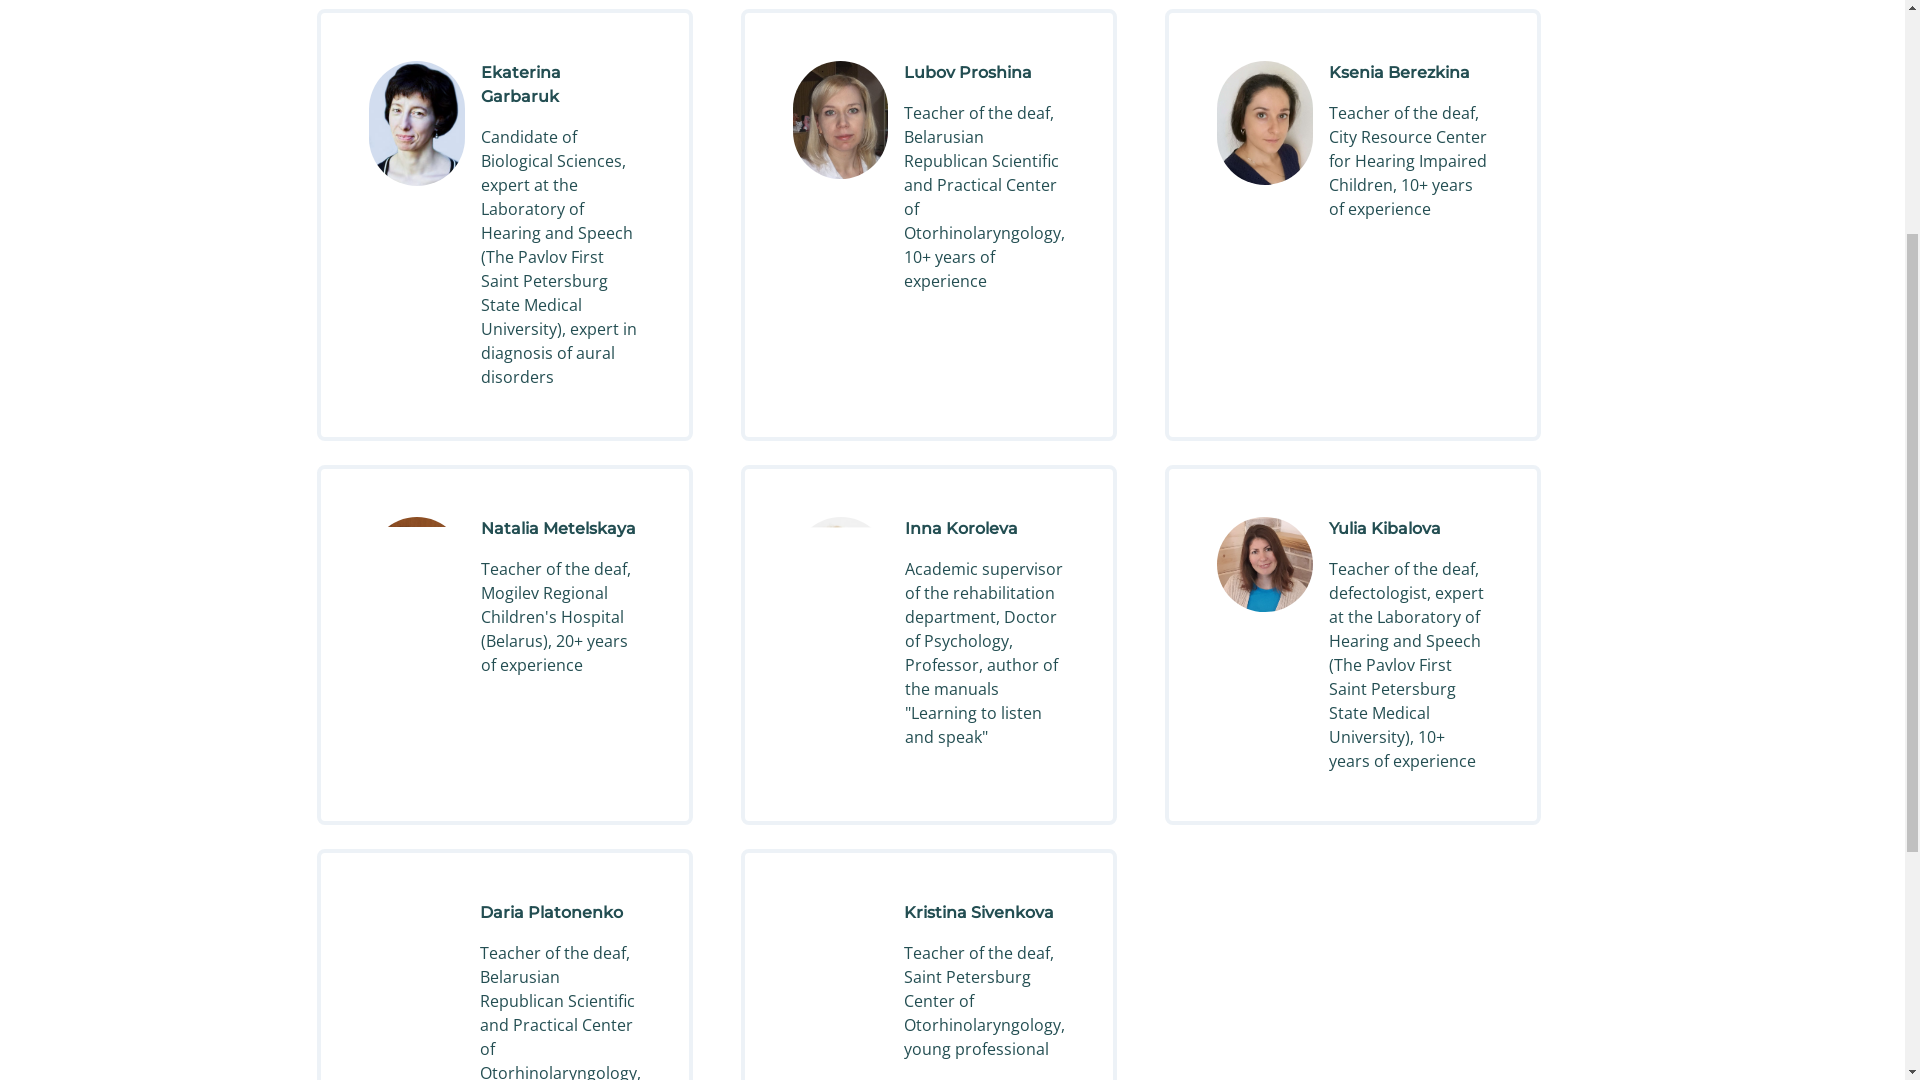 Ekaterina
Garbaruk
Candidate of
Biological Sciences,
expert at the
Laboratory of
Hearing and Speech
(The Pavlov First
Saint Petersburg
State Medical
University), expert in
diagnosis of aural
disorders
Lubov Proshina
Teacher of the deaf,
Belarusian
Republican Scientific
and Practical Center
of
Otorhinolaryngology,
10+ years of
experience
Ksenia Berezkina
Teacher of the deaf,
City Resource Center
for Hearing Impaired
Children, 10+ years
of experience
Natalia Metelskaya
Teacher of the deaf,
Mogilev Regional
Children's Hospital
(Belarus), 20+ years
of experience
Inna Koroleva
Academic supervisor
of the rehabilitation
department, Doctor
of Psychology,
Professor, author of
the manuals
"Learning to listen
and speak"
Yulia Kibalova
Teacher of the deaf,
defectologist, expert
at the Laboratory of
Hearing and Speech
(The Pavlov First
Saint Petersburg
State Medical
University), 10+
years of experience
Daria Platonenko
Teacher of the deaf,
Belarusian
Republican Scientific
and Practical Center
of
Otorhinolaryngology,
Kristina Sivenkova
Teacher of the deaf,
Saint Petersburg
Center of
Otorhinolaryngology,
young professional